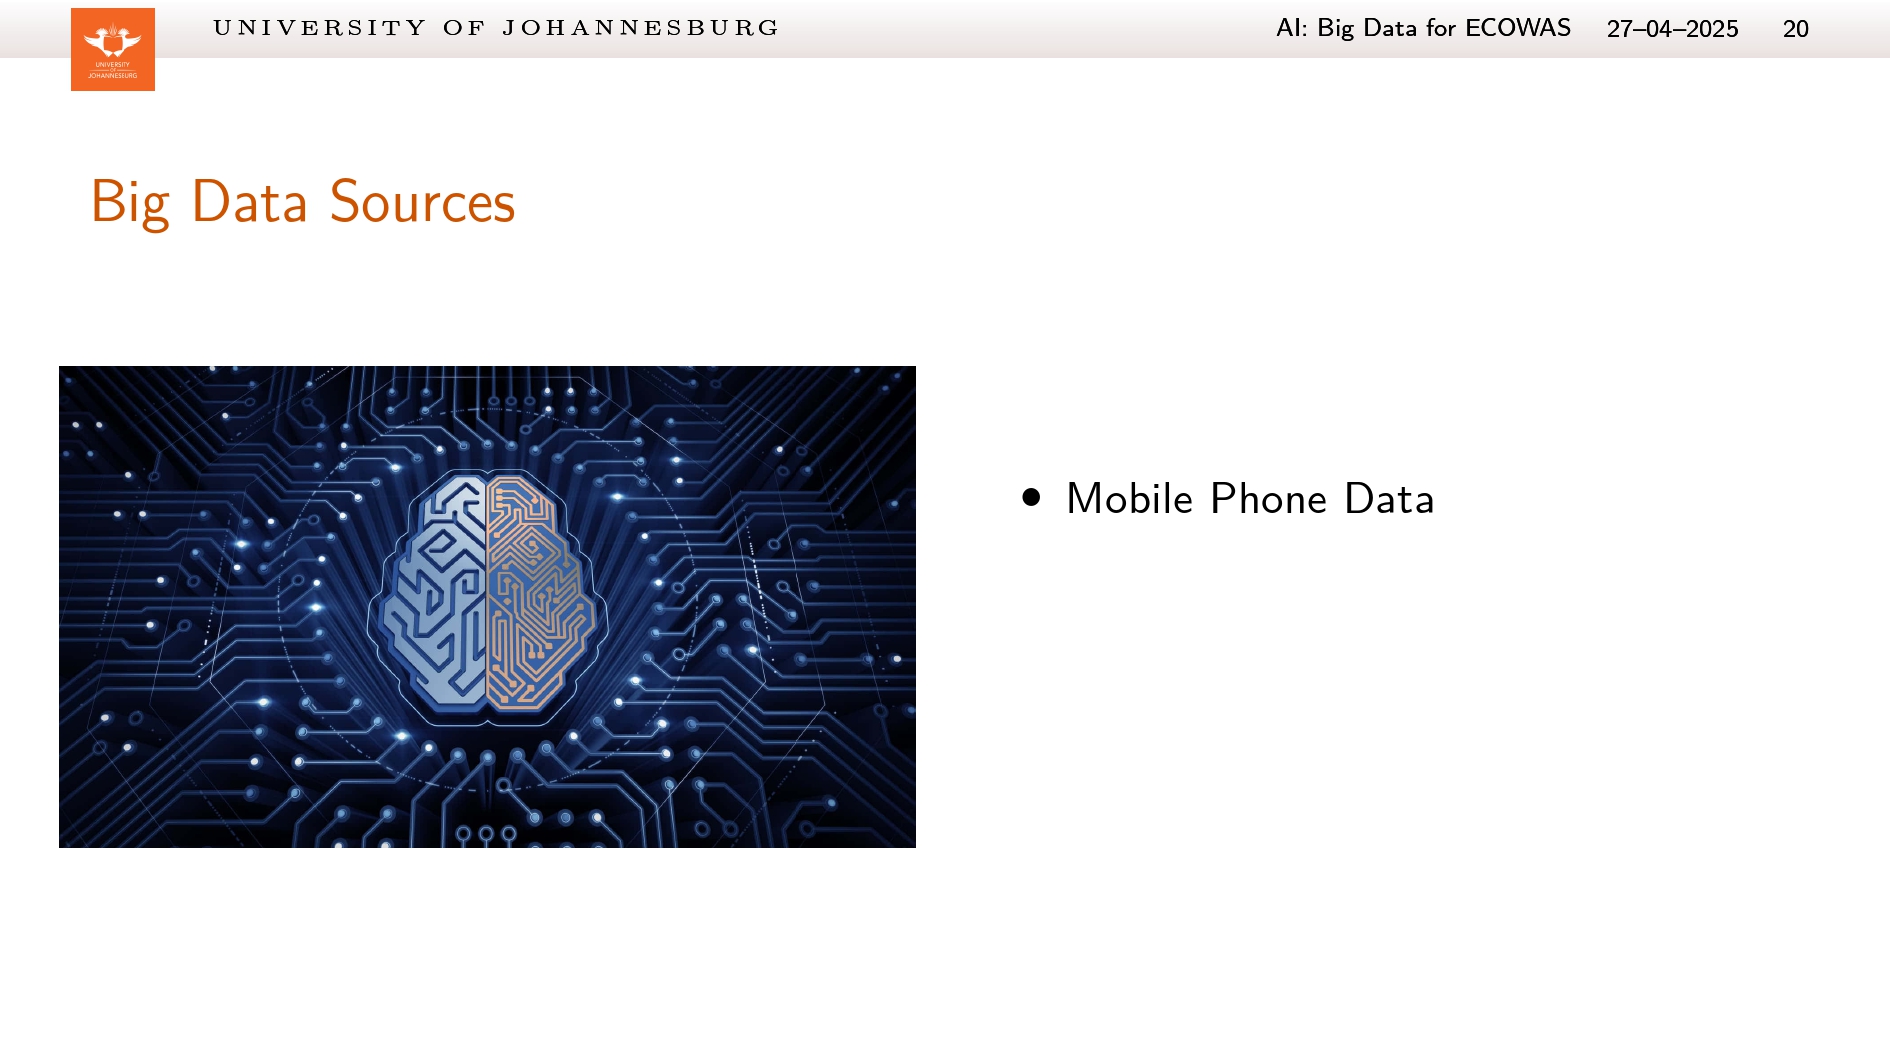 UNIVERSITY OF JOHANNESBURG
AI: Big Data for ECOWAS 27–04–2025 20
UNIVERSITY
OF
JOHANNESBURG
Big Data Sources
• Mobile Phone Data